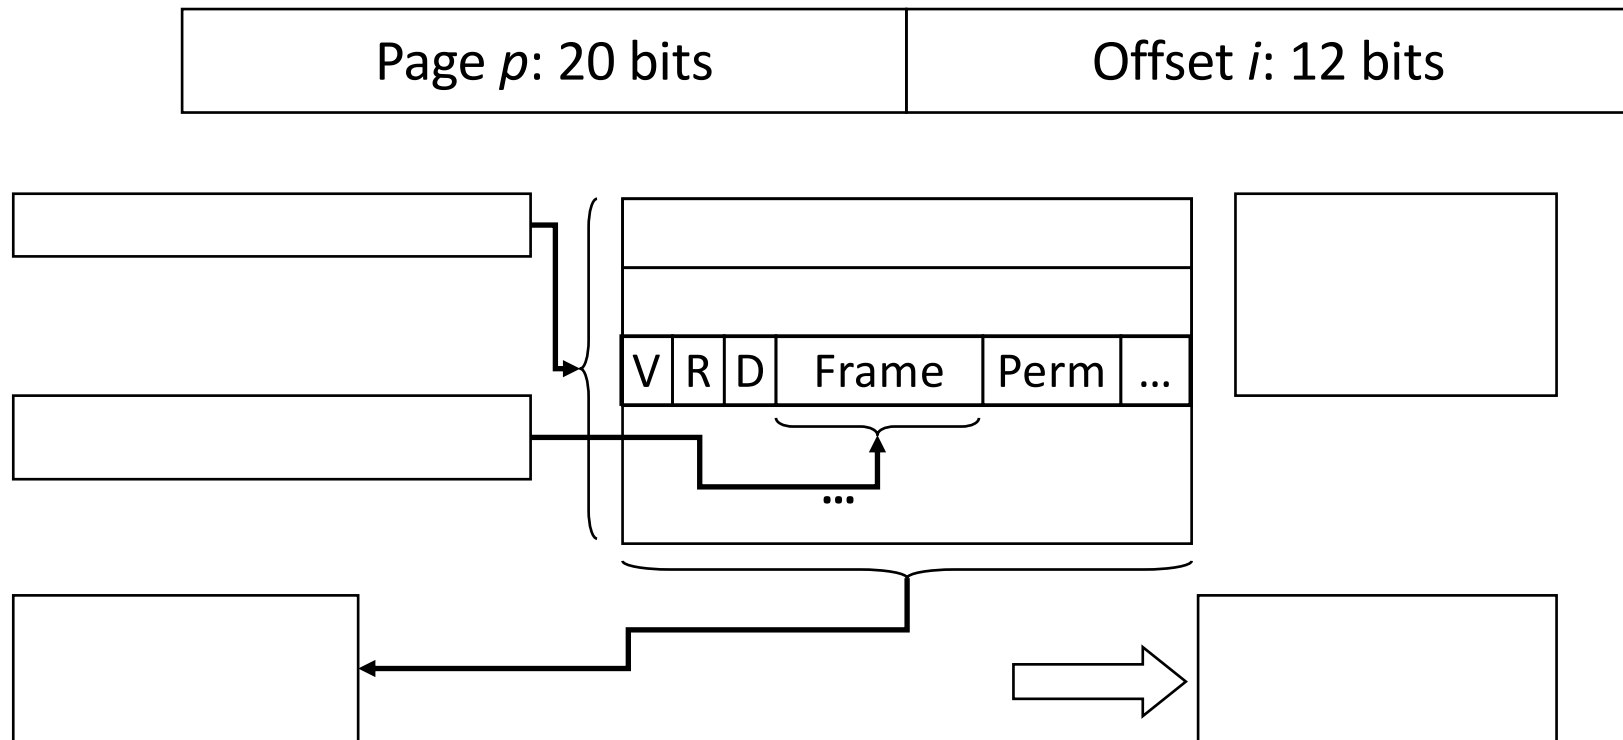 Page p: 20 bits Offset i: 12 bits
V R D Frame Perm ...
...